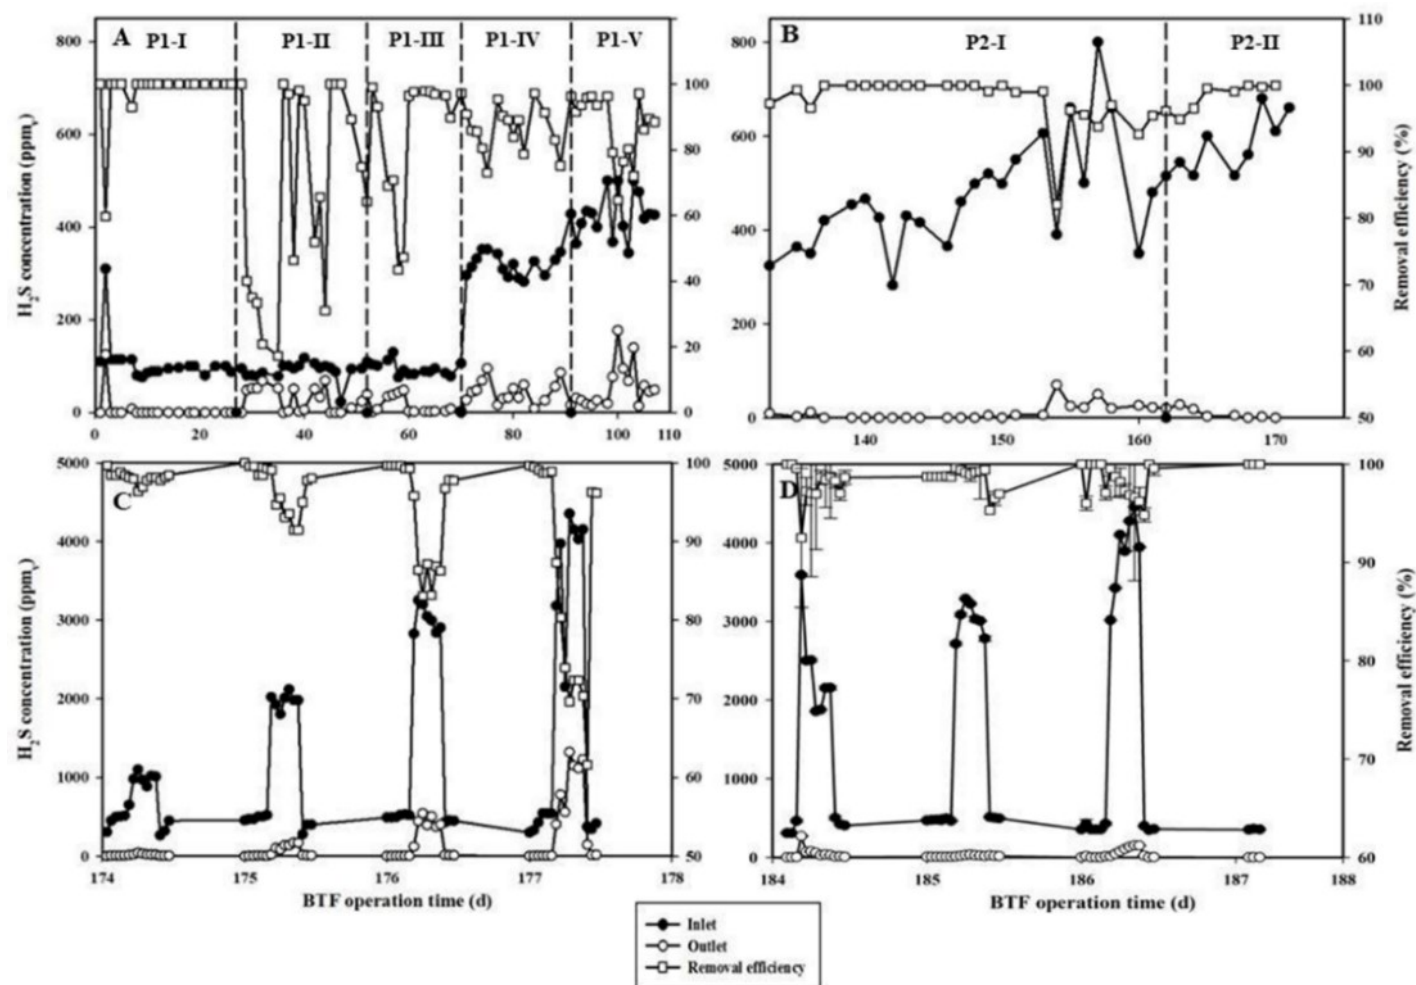 A P1-I P1-II P1-III P1-IV P1-V
B P2-I P2-II
H2S concentration (ppmv)
800
600
400
200
0
100
80
60
40
20
0
0 20 40 60 80 100 110
800
600
400
200
0
110
100
90
80
70
60
50
Removal efficiency (%)
140 150 160 170
C
H2S concentration (ppmv)
5000
4000
3000
2000
1000
0
100
90
80
70
60
50
174 175 176 177 178
BTF operation time (d)
D
5000
4000
3000
2000
1000
0
100
90
80
70
60
Removal efficiency (%)
184 185 186 187 188
BTF operation time (d)
Inlet
Outlet
Removal efficiency